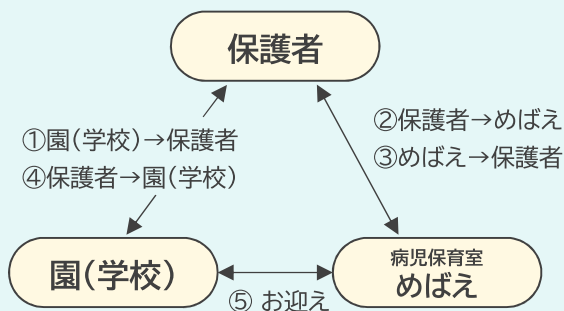 保護者
①園(学校)→保護者
④保護者→園(学校)
②保護者→めばえ
③めばえ→保護者
園(学校)
病児保育室
めばえ
⑤ お迎え